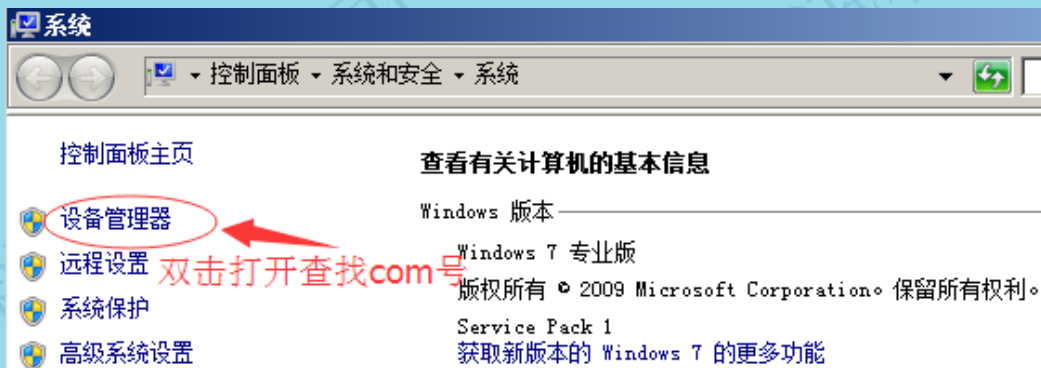 系统
控制面板 系统和安全 系统
控制面板主页
查看有关计算机的基本信息
设备管理器
Windows 版本
远程设置
双击打开查找com号
Windows 7 专业版
系统保护
版权所有 © 2009 Microsoft Corporation。保留所有权利。
Service Pack 1
高级系统设置
获取新版本的 Windows 7 的更多功能